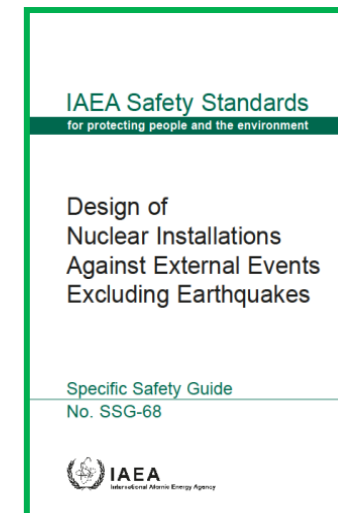 IAEA Safety Standards
for protecting people and the environment
Design of
Nuclear Installations
Against External Events
Excluding Earthquakes
Specific Safety Guide
No. SSG-68
IAEA
International Atomic Energy Agency